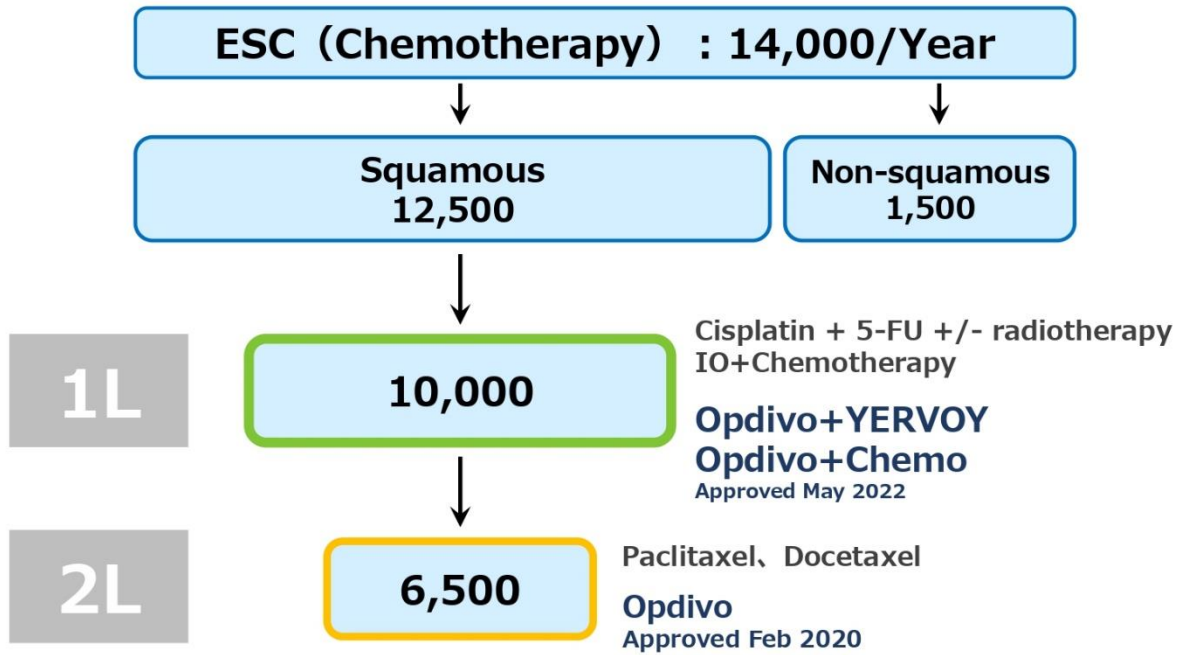 ESC（Chemotherapy）：14,000/Year
Squamous
12,500
Non-squamous
1,500
1L
10,000
Cisplatin + 5-FU +/- radiotherapy
IO+Chemotherapy
Opdivo+YERVOY
Opdivo+Chemo
Approved May 2022
2L
6,500
Paclitaxel、Docetaxel
Opdivo
Approved Feb 2020